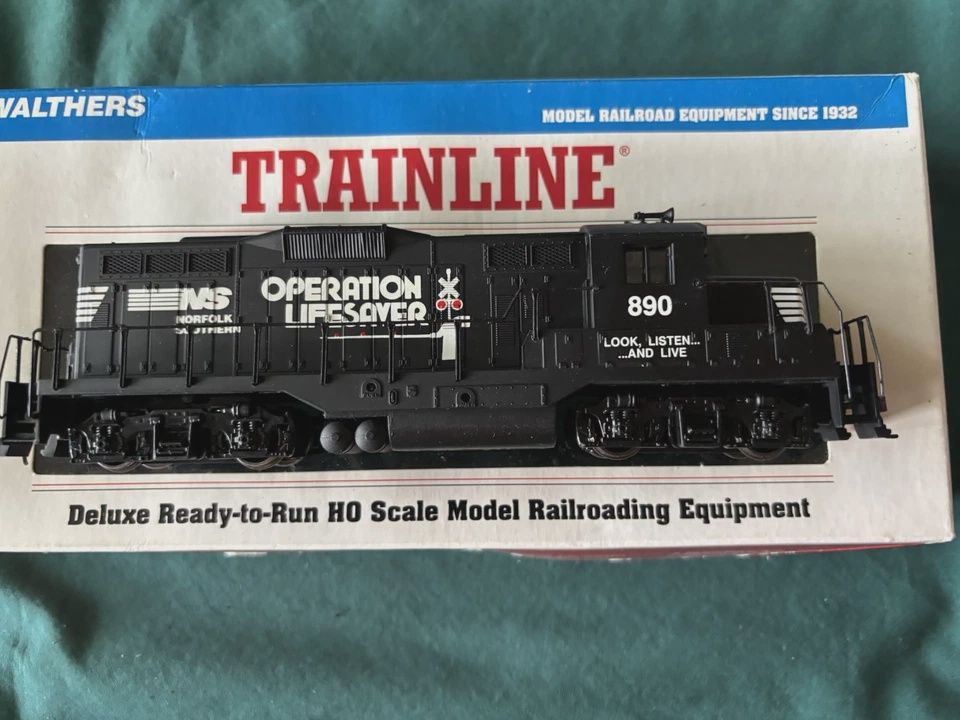 WALTHERS
MODEL RAILROAD EQUIPMENT SINCE 1932
TRAINLINE®
NS
NORFOLK
SOUTHERN
OPERATION
LIFESAVER
890
LOOK, LISTEN...
...AND LIVE
Deluxe Ready-to-Run HO Scale Model Railroading Equipment